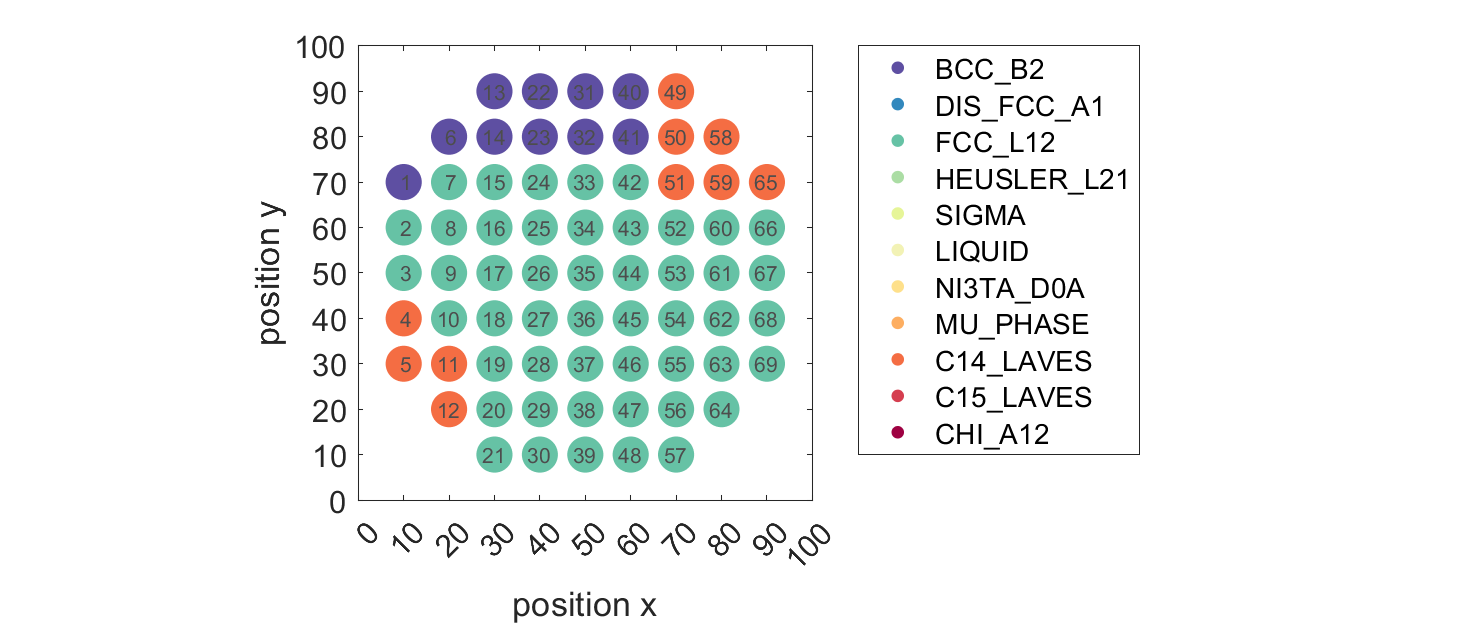 100
90
80
70
60
50
40
30
20
10
0
position y
13 22 31 40 49
6 14 23 32 41 50 58
1 7 15 24 33 42 51 59 65
2 8 16 25 34 43 52 60 66
3 9 17 26 35 44 53 61 67
4 10 18 27 36 45 54 62 68
5 11 19 28 37 46 55 63 69
12 20 29 38 47 56 64
21 30 39 48 57
0 10 20 30 40 50 60 70 80 90 100
position x
BCC_B2
DIS_FCC_A1
FCC_L12
HEUSLER_L21
SIGMA
LIQUID
NI3TA_D0A
MU_PHASE
C14_LAVES
C15_LAVES
CHI_A12